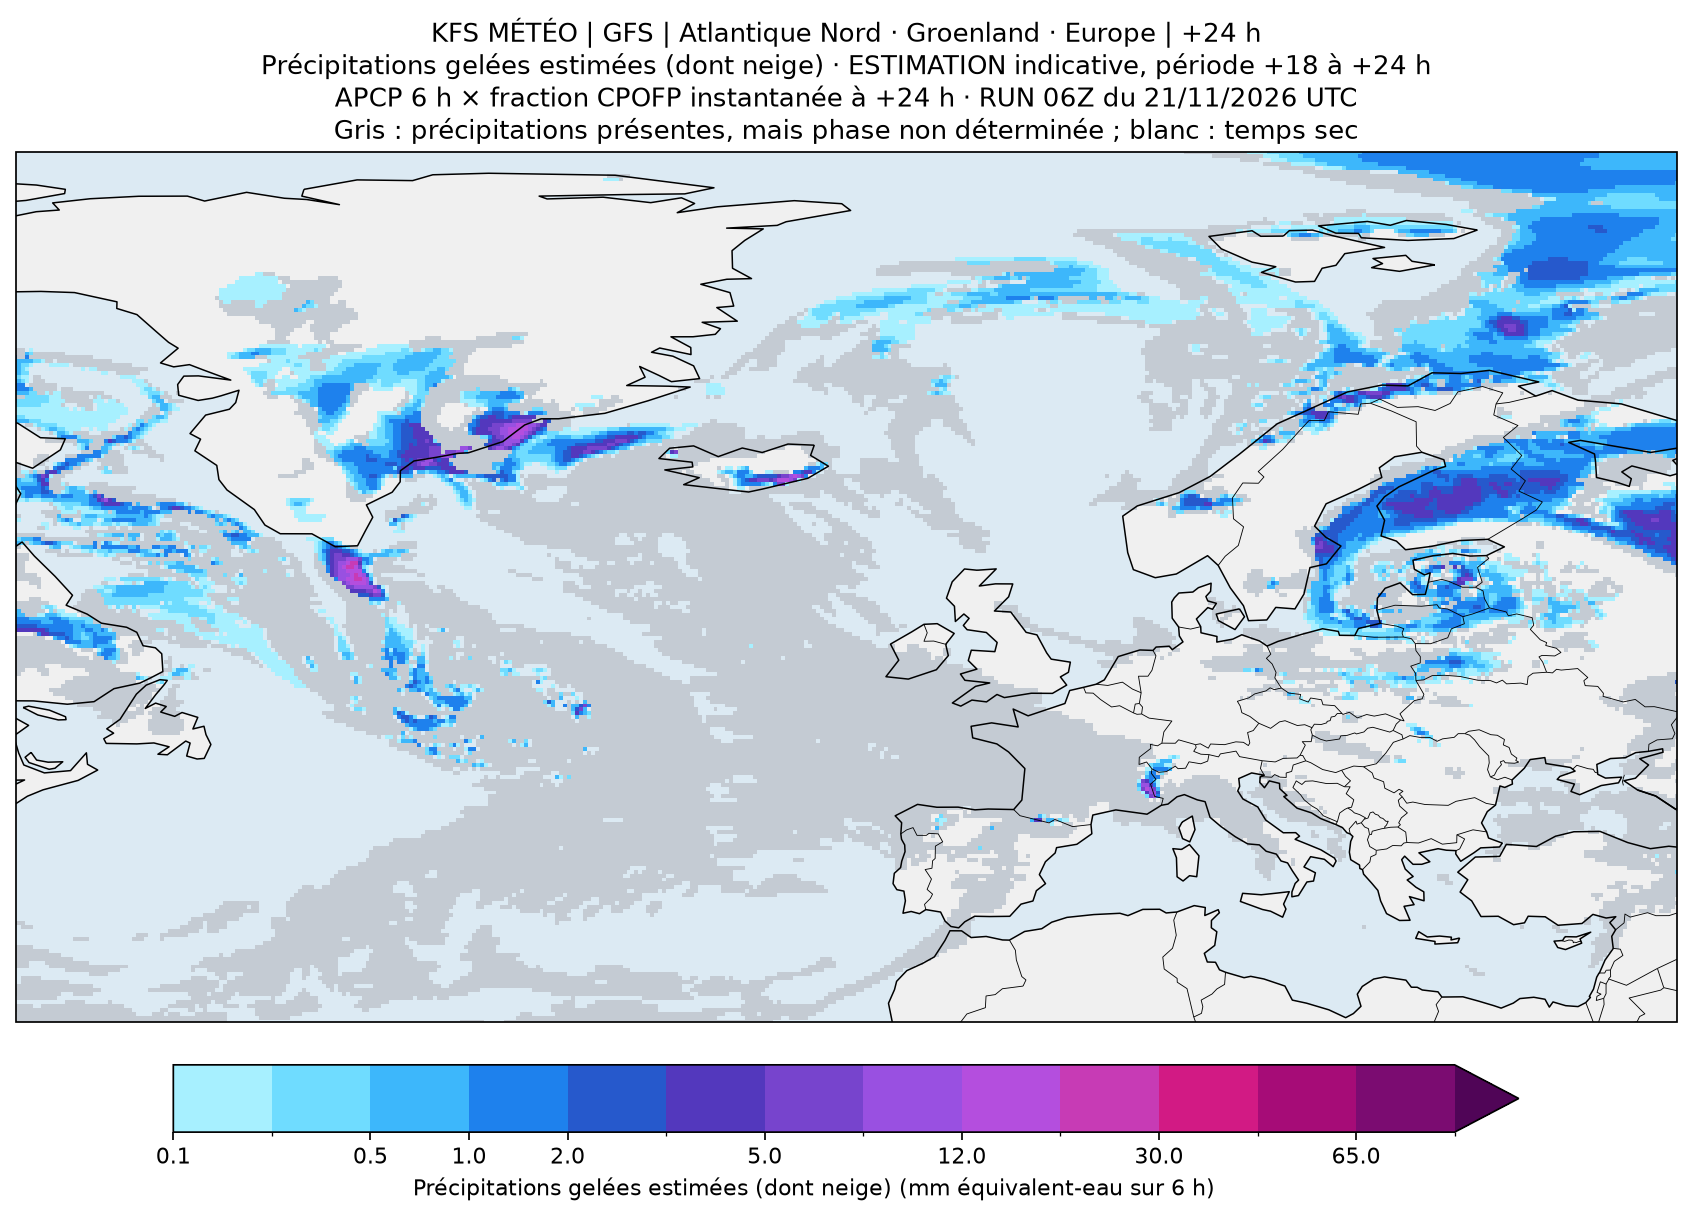 KFS MÉTÉO | GFS | Atlantique Nord · Groenland · Europe | +24 h
Précipitations gelées estimées (dont neige) · ESTIMATION indicative, période +18 à +24 h
APCP 6 h × fraction CPOFP instantanée à +24 h · RUN 06Z du 21/11/2026 UTC
Gris : précipitations présentes, mais phase non déterminée ; blanc : temps sec
0.1 0.5 1.0 2.0 5.0 12.0 30.0 65.0
Précipitations gelées estimées (dont neige) (mm équivalent-eau sur 6 h)